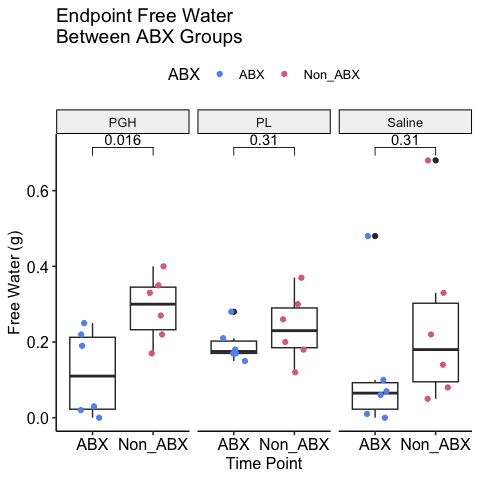 Endpoint Free Water
Between ABX Groups
ABX ABX Non_ABX
PGH PL Saline
0.016 0.31 0.31
0.6
0.4
0.2
0.0
Free Water (g)
ABX Non_ABX ABX Non_ABX ABX Non_ABX
Time Point